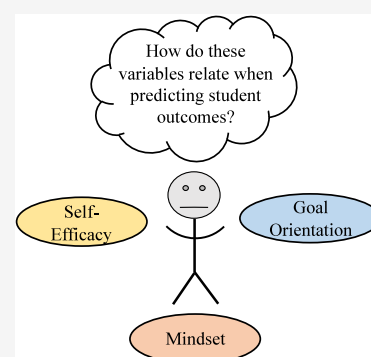 How do these
variables relate when
predicting student
outcomes?
Self-
Efficacy
Goal
Orientation
Mindset